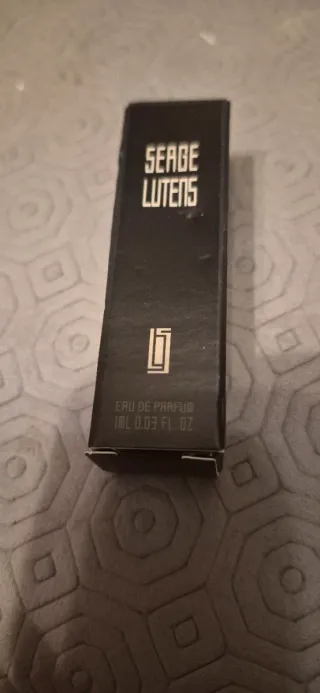 SERGE
LUTENS
EAU DE PARFUM
1ML 0.03 FL. OZ